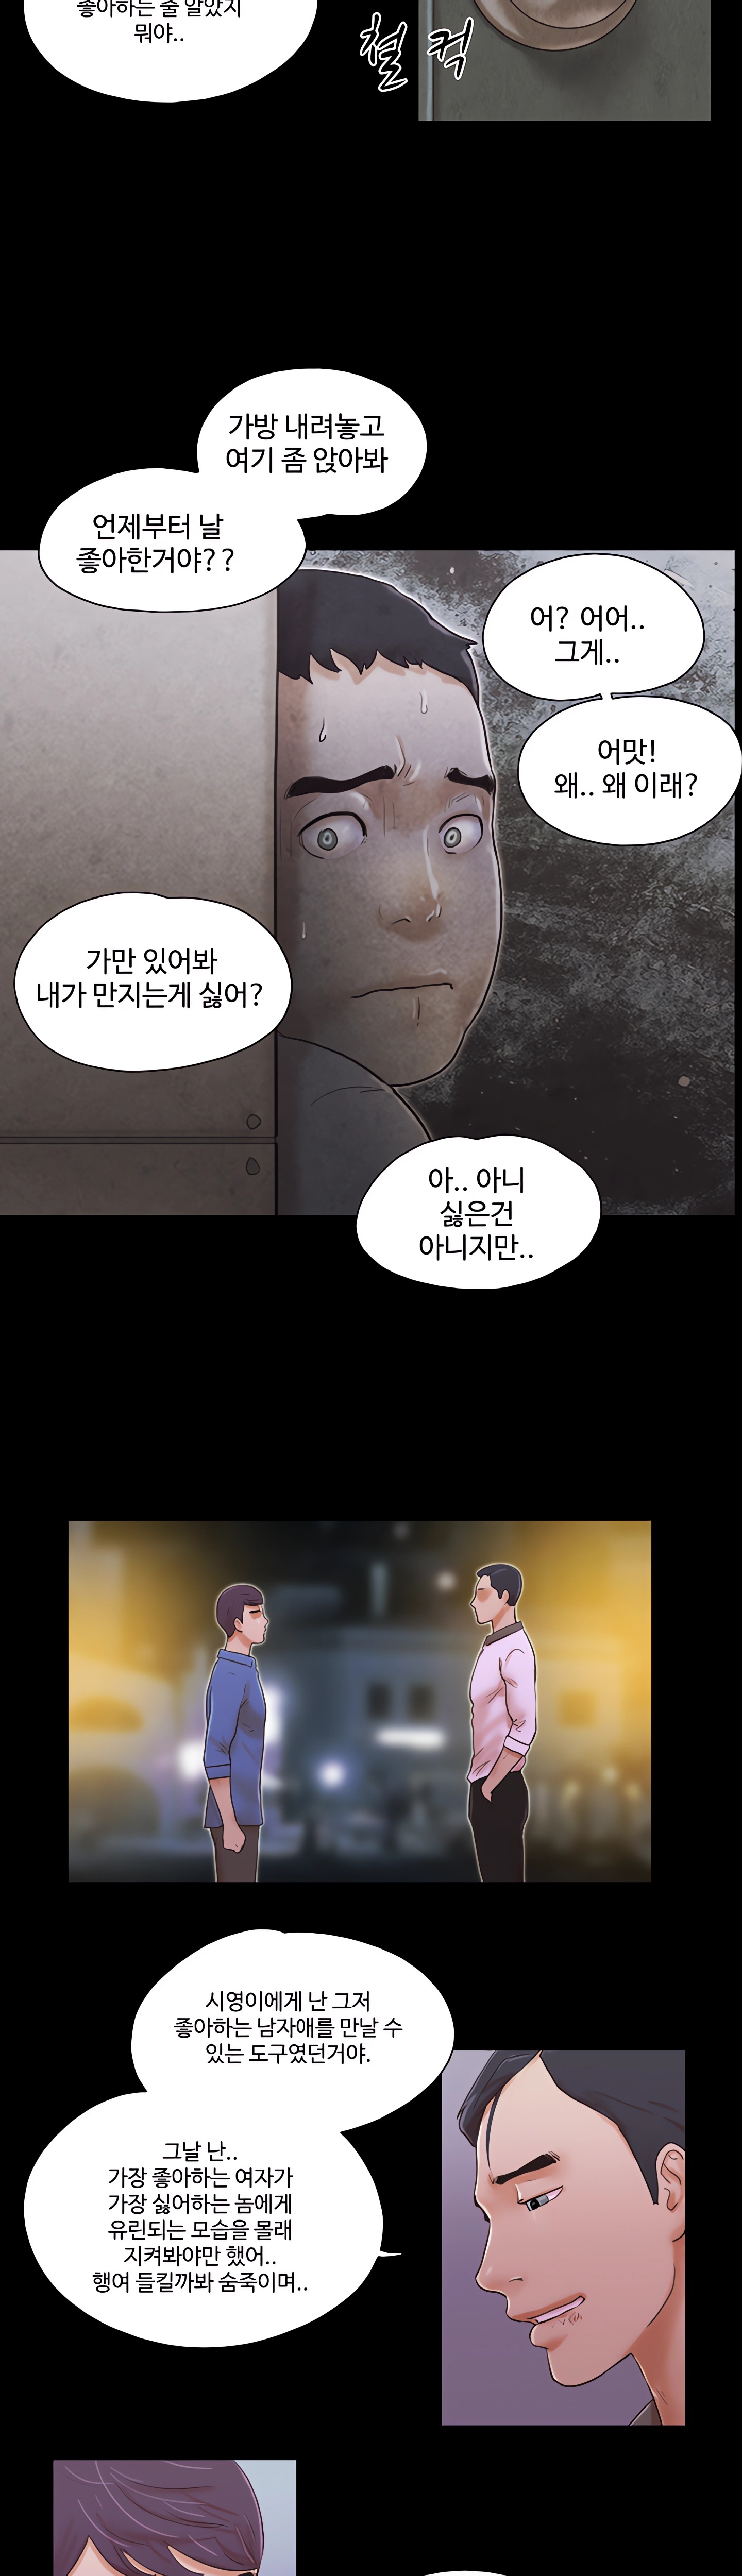 좋아하는 줄 알았지
뭐야..
철컥
가방 내려놓고
여기 좀 앉아봐
언제부터 날
좋아한거야??
어? 어어..
그게..
어맛!
왜.. 왜 이래?
가만 있어봐
내가 만지는게 싫어?
아.. 아니
싫은건
아니지만..
시영이에게 난 그저
좋아하는 남자애를 만날 수
있는 도구였던거야.
그날 난..
가장 좋아하는 여자가
가장 싫어하는 놈에게
유린되는 모습을 몰래
지켜봐야만 했어..
행여 들킬까봐 숨죽이며..